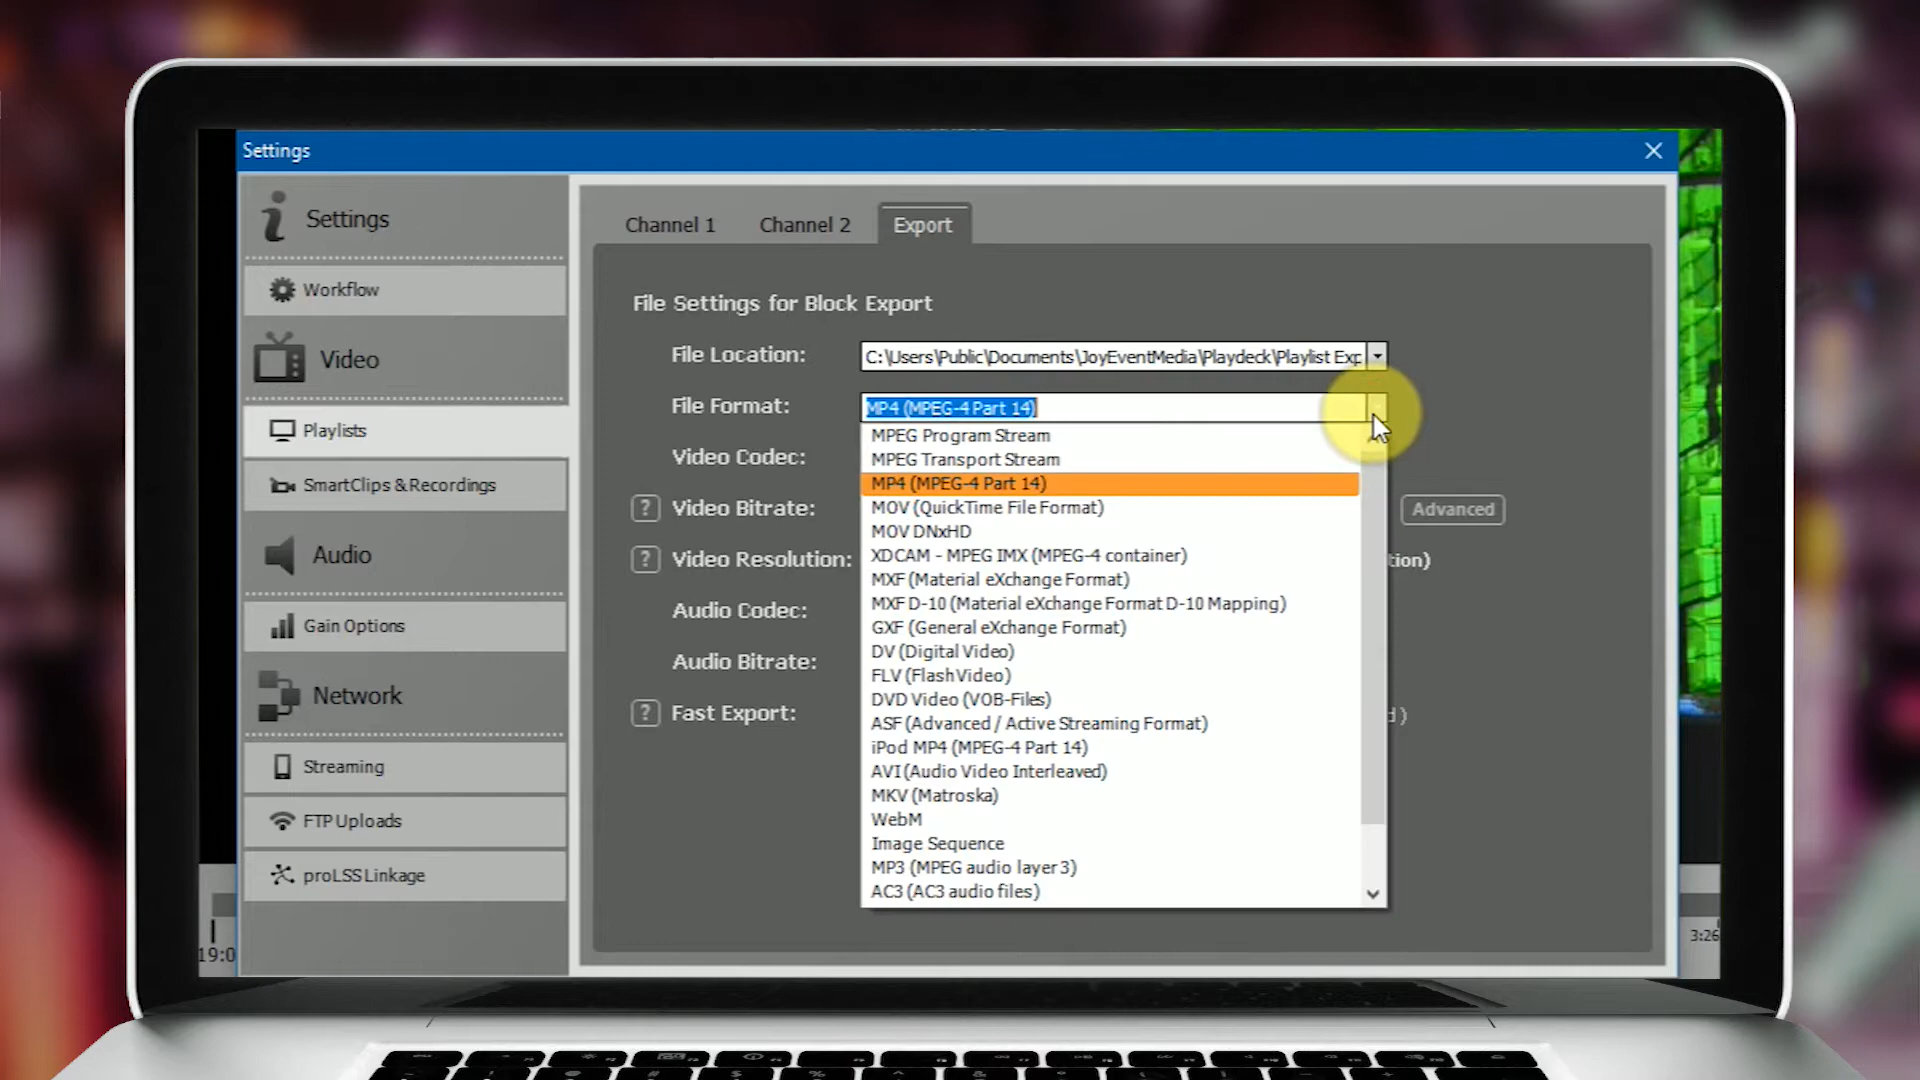 Settings
Settings
Workflow
Video
Playlists
SmartClips & Recordings
Audio
Gain Options
Network
Streaming
FTP Uploads
proLSS Linkage
Channel 1
Channel 2
Export
File Settings for Block Export
File Location:
C:\Users\Public\Documents\JoyEventMedia\Playdeck\Playlist Exp
File Format:
MP4 (MPEG-4 Part 14)
MPEG Program Stream
MPEG Transport Stream
MP4 (MPEG-4 Part 14)
MOV (QuickTime File Format)
MOV DNxHD
XDCAM - MPEG IMX (MPEG-4 container)
MXF (Material eXchange Format)
MXF D-10 (Material eXchange Format D-10 Mapping)
GXF (General eXchange Format)
DV (Digital Video)
FLV (Flash Video)
DVD Video (VOB-Files)
ASF (Advanced / Active Streaming Format)
iPod MP4 (MPEG-4 Part 14)
AVI (Audio Video Interleaved)
MKV (Matroska)
WebM
Image Sequence
MP3 (MPEG audio layer 3)
AC3 (AC3 audio files)
Video Codec:
? Video Bitrate:
Advanced
? Video Resolution:
tion)
Audio Codec:
Audio Bitrate:
? Fast Export:
d)
19:0
3:26